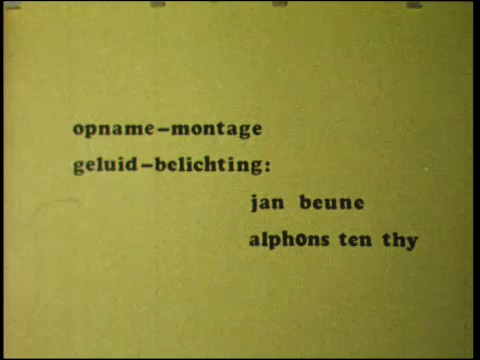 opname-montage
geluid-belichting:
jan beune
alphons ten thy